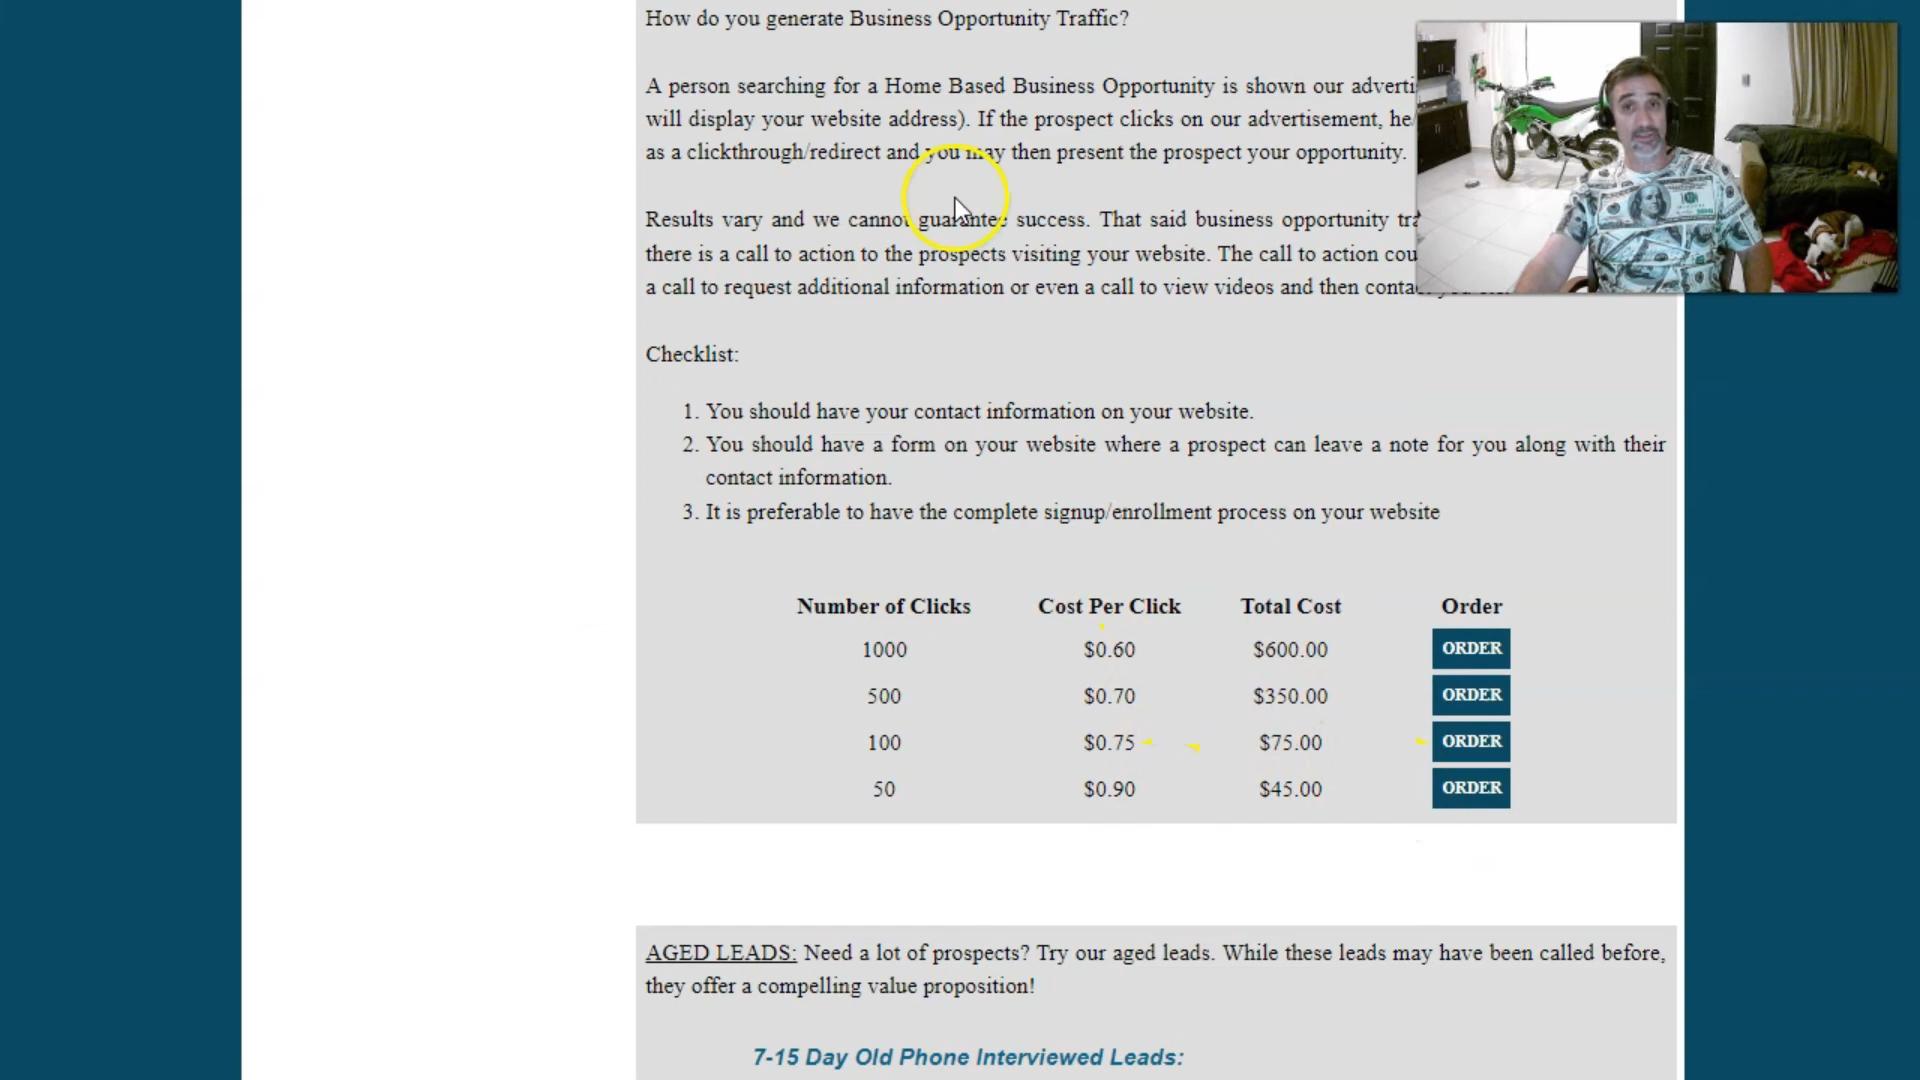 How do you generate Business Opportunity Traffic?
A person searching for a Home Based Business Opportunity is shown our
will display your website address). If the prospect clicks on our advertisement,
as a clickthrough/redirect and you may then present the prospect your opportunity.
Results vary and we cannot guarantee success. That said business opportunity
there is a call to action to the prospects visiting your website. The call to action
a call to request additional information or even a call to view videos and then
Checklist:
1. You should have your contact information on your website.
2. You should have a form on your website where a prospect can leave a note for you along with their
contact information.
3. It is preferable to have the complete signup/enrollment process on your website
Number of Clicks Cost Per Click Total Cost Order
1000 $0.60 $600.00 ORDER
500 $0.70 $350.00 ORDER
100 $0.75 $75.00 ORDER
50 $0.90 $45.00 ORDER
AGED LEADS: Need a lot of prospects? Try our aged leads. While these leads may have been called before,
they offer a compelling value proposition!
7-15 Day Old Phone Interviewed Leads: